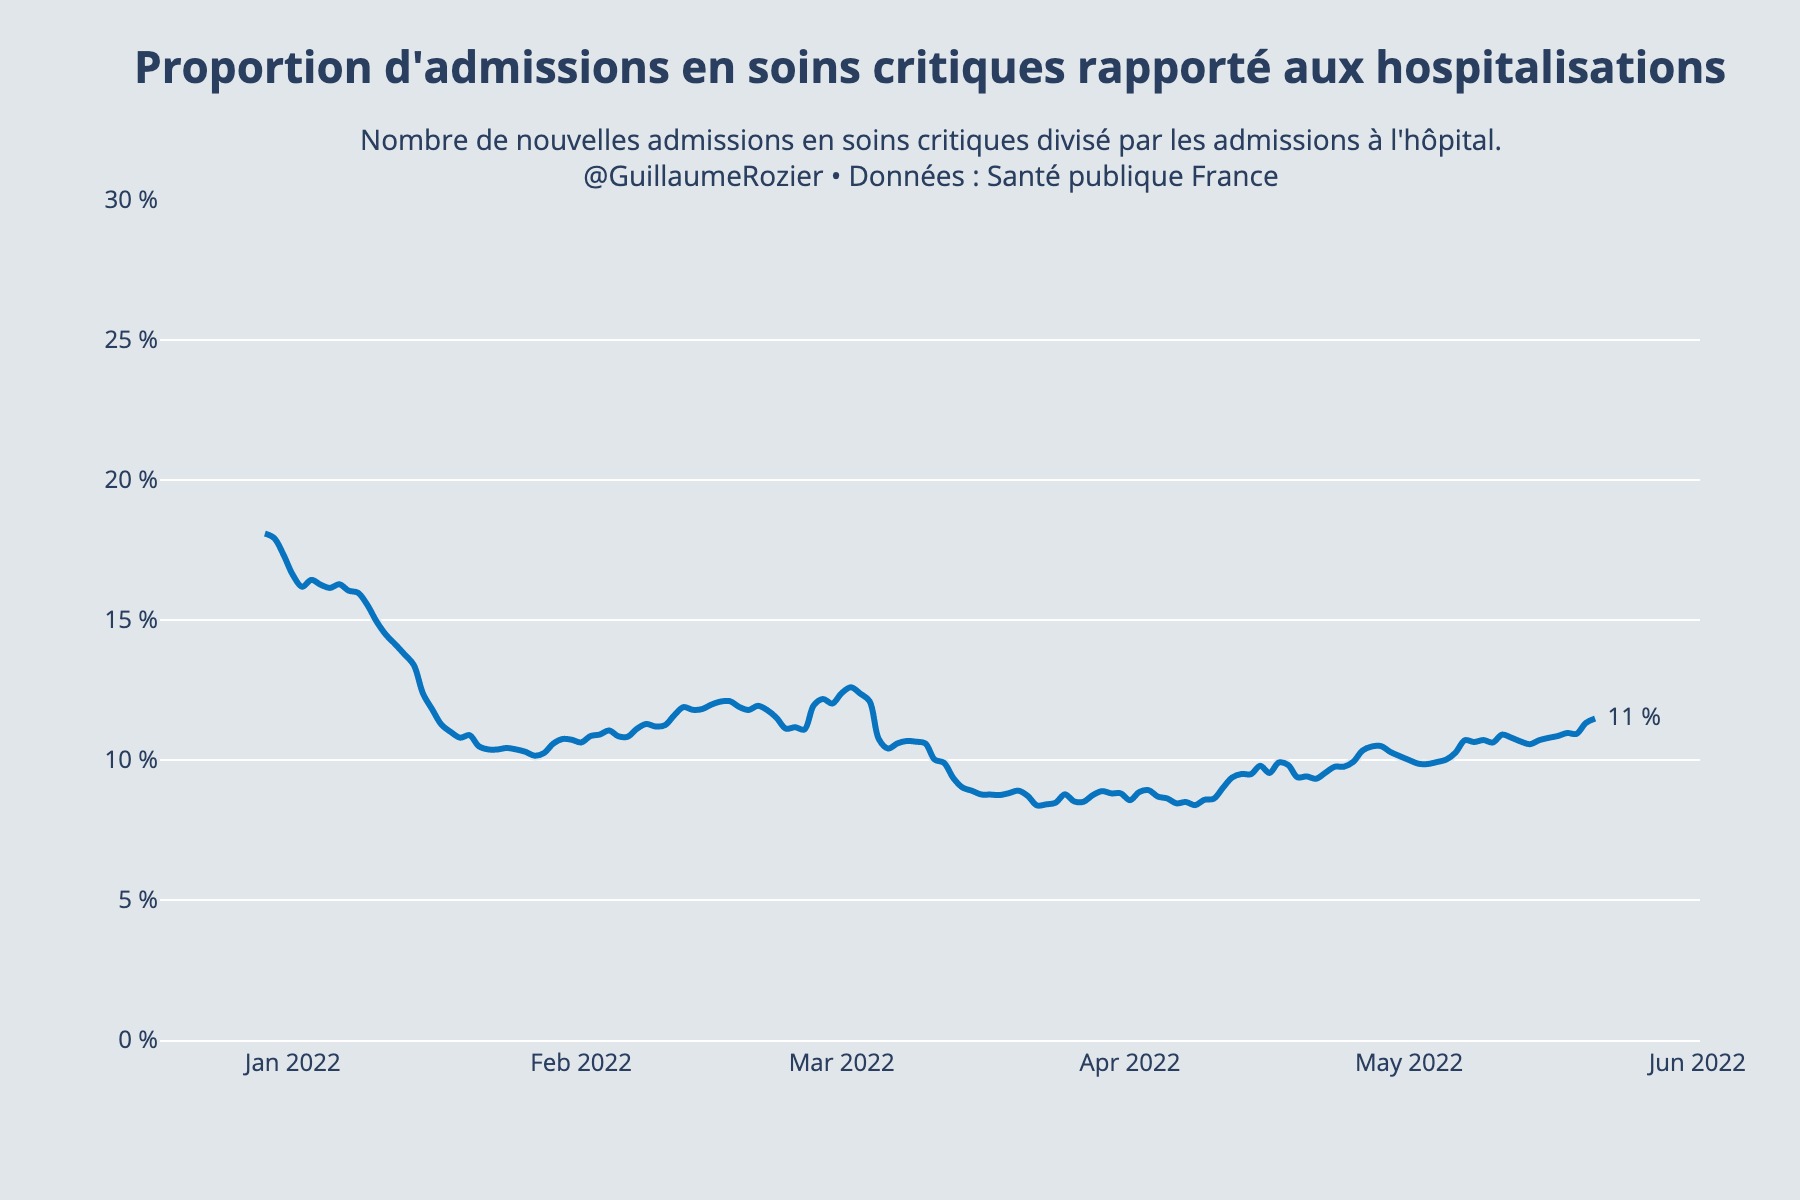 Proportion d'admissions en soins critiques rapporté aux hospitalisations
Nombre de nouvelles admissions en soins critiques divisé par les admissions à l'hôpital.
@GuillaumeRozier • Données : Santé publique France
30 %
25 %
20 %
15 %
11 %
10 %
5 %
0 %
Jan 2022 Feb 2022 Mar 2022 Apr 2022 May 2022 Jun 2022